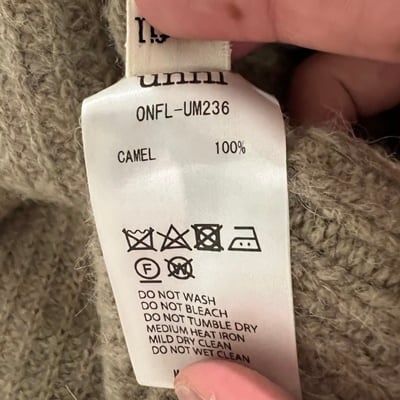 ONFL-UM236
CAMEL 100%
F W
DO NOT WASH
DO NOT BLEACH
DO NOT TUMBLE DRY
MEDIUM HEAT IRON
MILD DRY CLEAN
DO NOT WET CLEAN